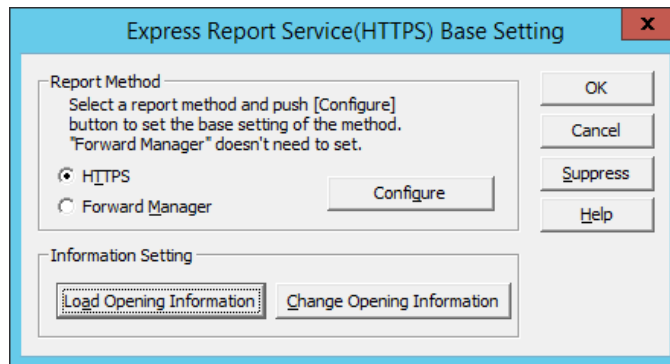 Express Report Service(HTTPS) Base Setting
x
Report Method
Select a report method and push [Configure]
button to set the base setting of the method.
"Forward Manager" doesn't need to set.
HTTPS
Forward Manager
Configure
OK
Cancel
Suppress
Help
Information Setting
Load Opening Information
Change Opening Information